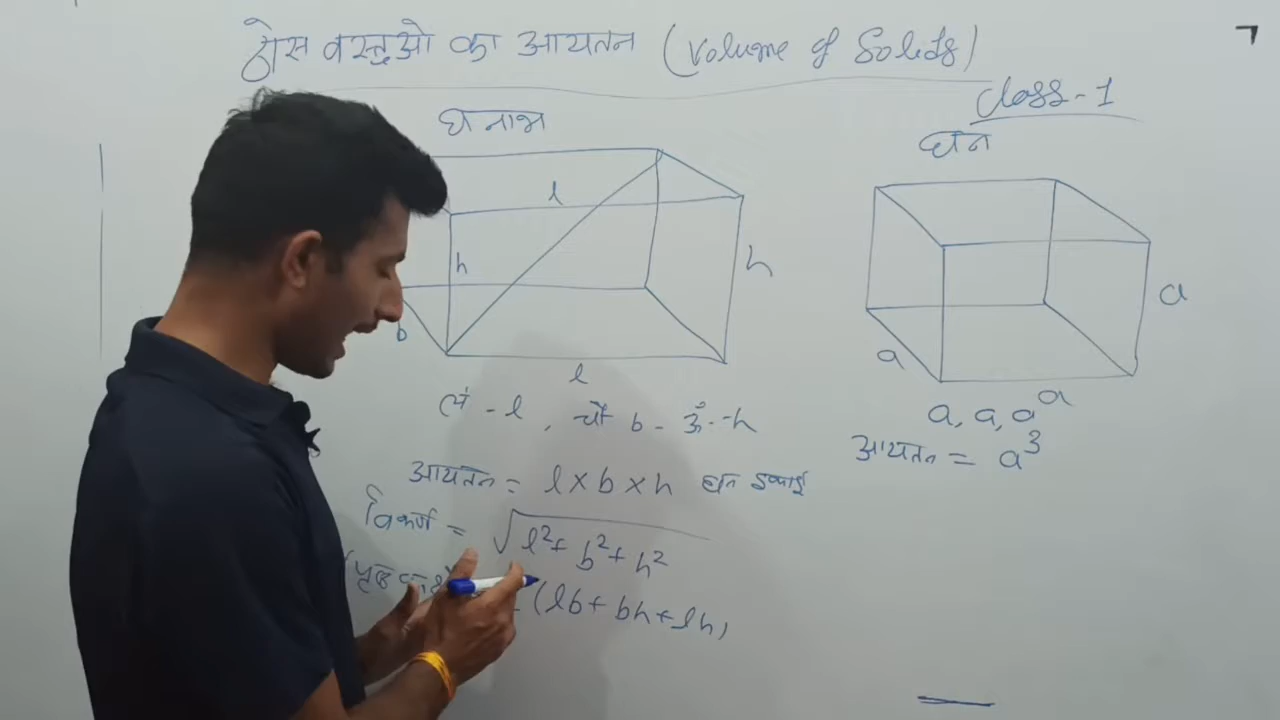 ठोस वस्तुओ का आयतन (Volume of Solids)
Class-1
घनाभ
घन
l
h
h
b
l
a
a
a
लं - l, चौ b - ऊँ - h
a, a, a
आयतन = l × b × h घन इकाई
आयतन = a³
विकर्ण = √l² + b² + h²
(lb + bh + lh)